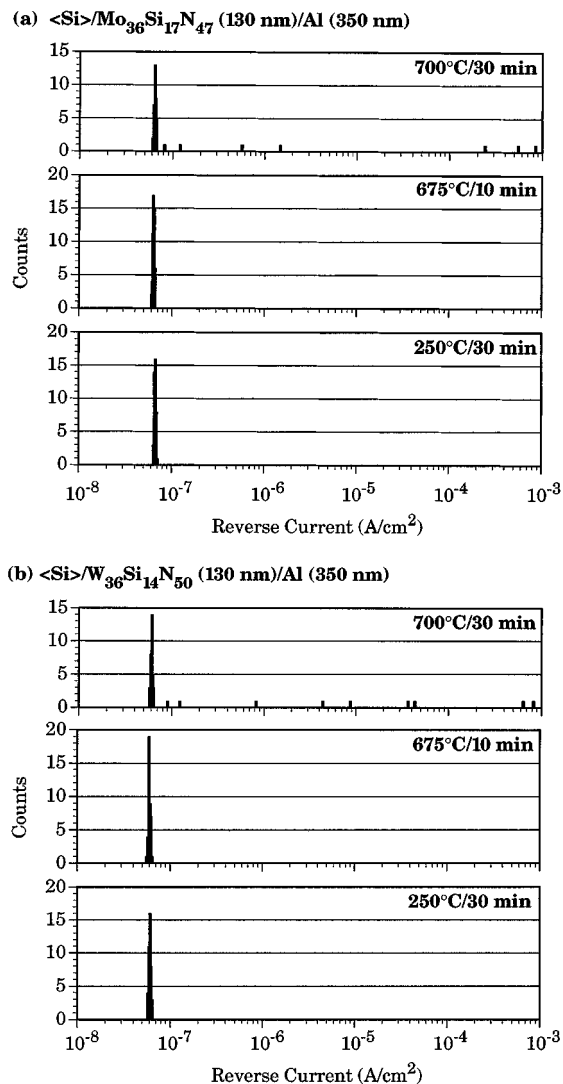 (a) <Si>/Mo36Si17N47 (130 nm)/Al (350 nm)
15
10
5
0
700°C/30 min
20
15
10
5
0
675°C/10 min
Counts
20
15
10
5
0
250°C/30 min
10-8 10-7 10-6 10-5 10-4 10-3
Reverse Current (A/cm2)
(b) <Si>/W36Si14N50 (130 nm)/Al (350 nm)
15
10
5
0
700°C/30 min
20
15
10
5
0
675°C/10 min
Counts
20
15
10
5
0
250°C/30 min
10-8 10-7 10-6 10-5 10-4 10-3
Reverse Current (A/cm2)